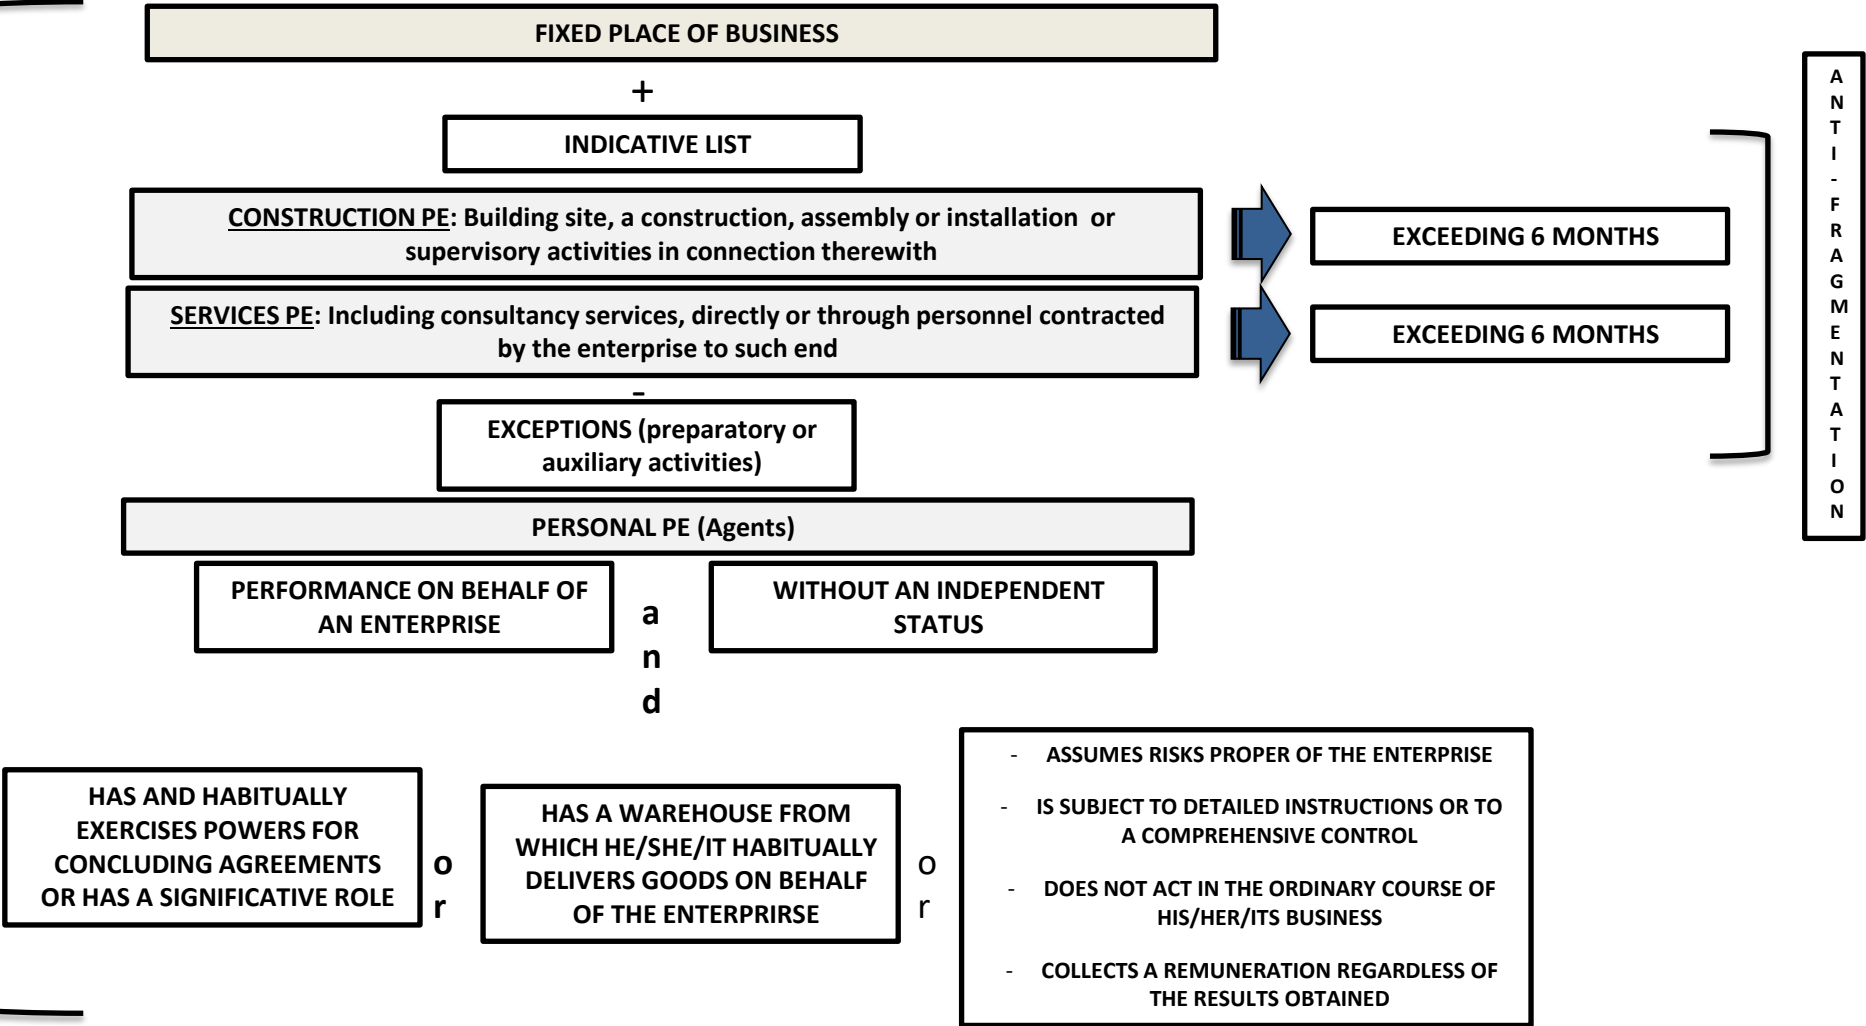 FIXED PLACE OF BUSINESS
+
INDICATIVE LIST
CONSTRUCTION PE: Building site, a construction, assembly or installation or
supervisory activities in connection therewith
EXCEEDING 6 MONTHS
SERVICES PE: Including consultancy services, directly or through personnel contracted
by the enterprise to such end
EXCEEDING 6 MONTHS
-
EXCEPTIONS (preparatory or
auxiliary activities)
A
N
T
I
-
F
R
A
G
M
E
N
T
A
T
I
O
N
PERSONAL PE (Agents)
PERFORMANCE ON BEHALF OF
AN ENTERPRISE
a
n
d
WITHOUT AN INDEPENDENT
STATUS
HAS AND HABITUALLY
EXERCISES POWERS FOR
CONCLUDING AGREEMENTS
OR HAS A SIGNIFICATIVE ROLE
o
r
HAS A WAREHOUSE FROM
WHICH HE/SHE/IT HABITUALLY
DELIVERS GOODS ON BEHALF
OF THE ENTERPRIRSE
o
r
- ASSUMES RISKS PROPER OF THE ENTERPRISE
- IS SUBJECT TO DETAILED INSTRUCTIONS OR TO
A COMPREHENSIVE CONTROL
- DOES NOT ACT IN THE ORDINARY COURSE OF
HIS/HER/ITS BUSINESS
- COLLECTS A REMUNERATION REGARDLESS OF
THE RESULTS OBTAINED